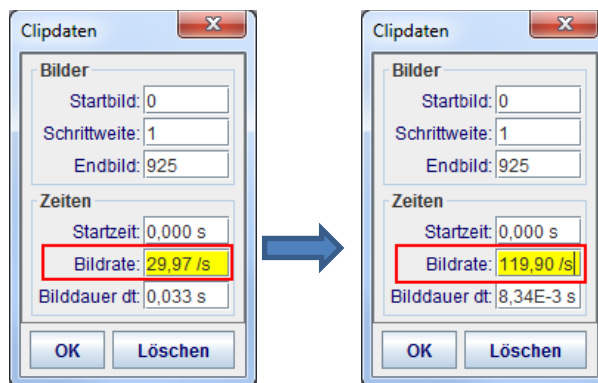 Clipdaten
Bilder
Startbild: 0
Schrittweite: 1
Endbild: 925
Zeiten
Startzeit: 0,000 s
Bildrate: 29,97 /s
Bilddauer dt: 0,033 s
OK Löschen
Clipdaten
Bilder
Startbild: 0
Schrittweite: 1
Endbild: 925
Zeiten
Startzeit: 0,000 s
Bildrate: 119,90 /s
Bilddauer dt: 8,34E-3 s
OK Löschen